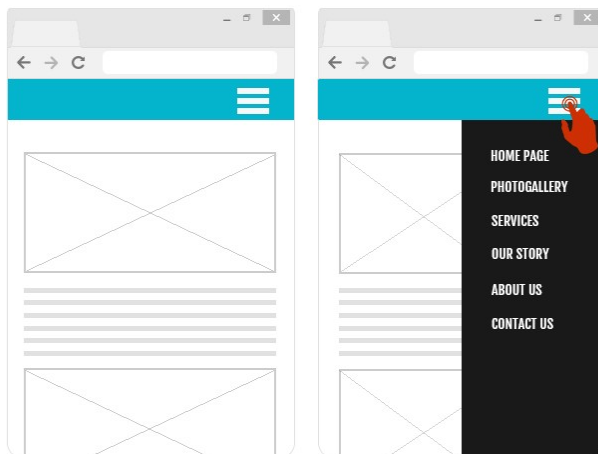 HOME PAGE
PHOTOGALLERY
SERVICES
OUR STORY
ABOUT US
CONTACT US